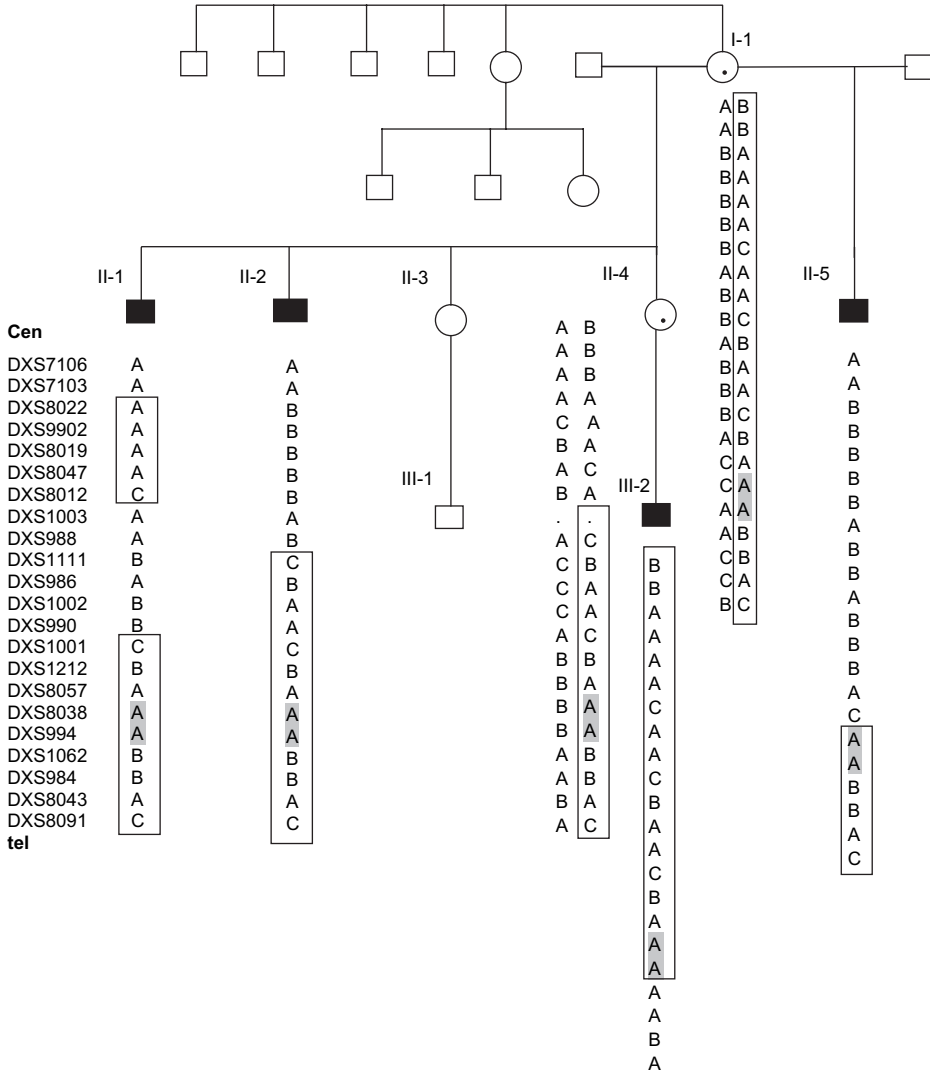 I-1
A B
A B
B A
B A
B A
B A
B C
A A
B A
B C
A B
B A
B A
B C
A B
C A
C A
A A
A B
C B
C A
B C
II-1
II-2
II-3
II-4
II-5
Cen
DXS7106 A A
DXS7103 A A
DXS8022 A B
DXS9902 A B
DXS8019 A B
DXS8047 A B
DXS8012 C B
DXS1003 A A
DXS988 A B
DXS1111 B C
DXS986 A B
DXS1002 B A
DXS990 B A
DXS1001 C C
DXS1212 B B
DXS8057 A A
DXS8038 A A
DXS994 A A
DXS1062 B B
DXS984 B B
DXS8043 A A
DXS8091 C C
tel
III-1
A B
A B
A B
A A
C A
B A
A C
B A
. .
A C
C B
C A
C A
A C
B B
B A
B A
B A
A B
A B
B A
A C
III-2
B
B
A
A
A
A
C
A
A
C
B
A
A
C
B
A
A
A
A
A
B
A
A
A
B
B
B
B
B
A
B
B
A
B
B
B
A
C
A
A
B
B
A
C